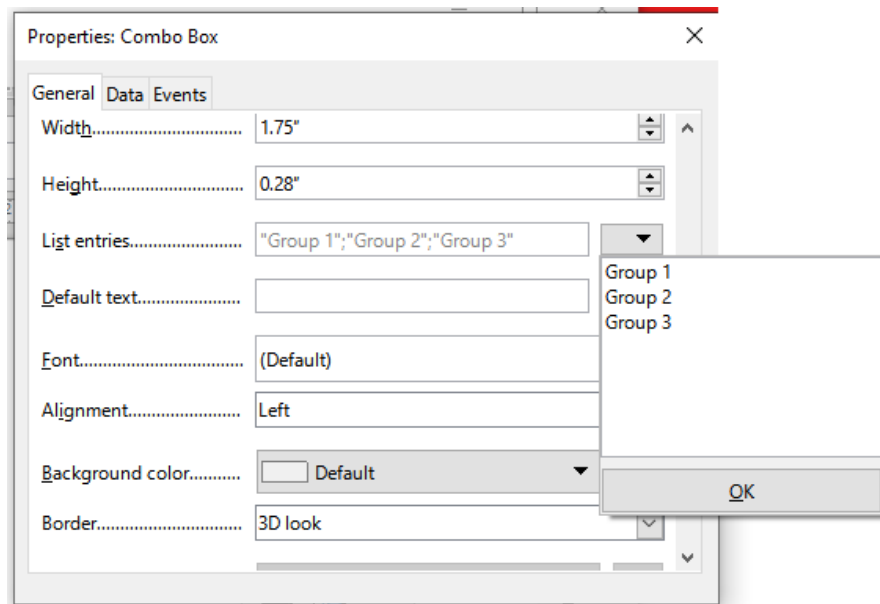 Properties: Combo Box
General Data Events
Width................................ 1.75"
Height............................... 0.28"
List entries........................ "Group 1";"Group 2";"Group 3"
Group 1
Group 2
Group 3
Default text......................
Font.................................. (Default)
Alignment........................ Left
Background color........... Default
OK
Border............................... 3D look